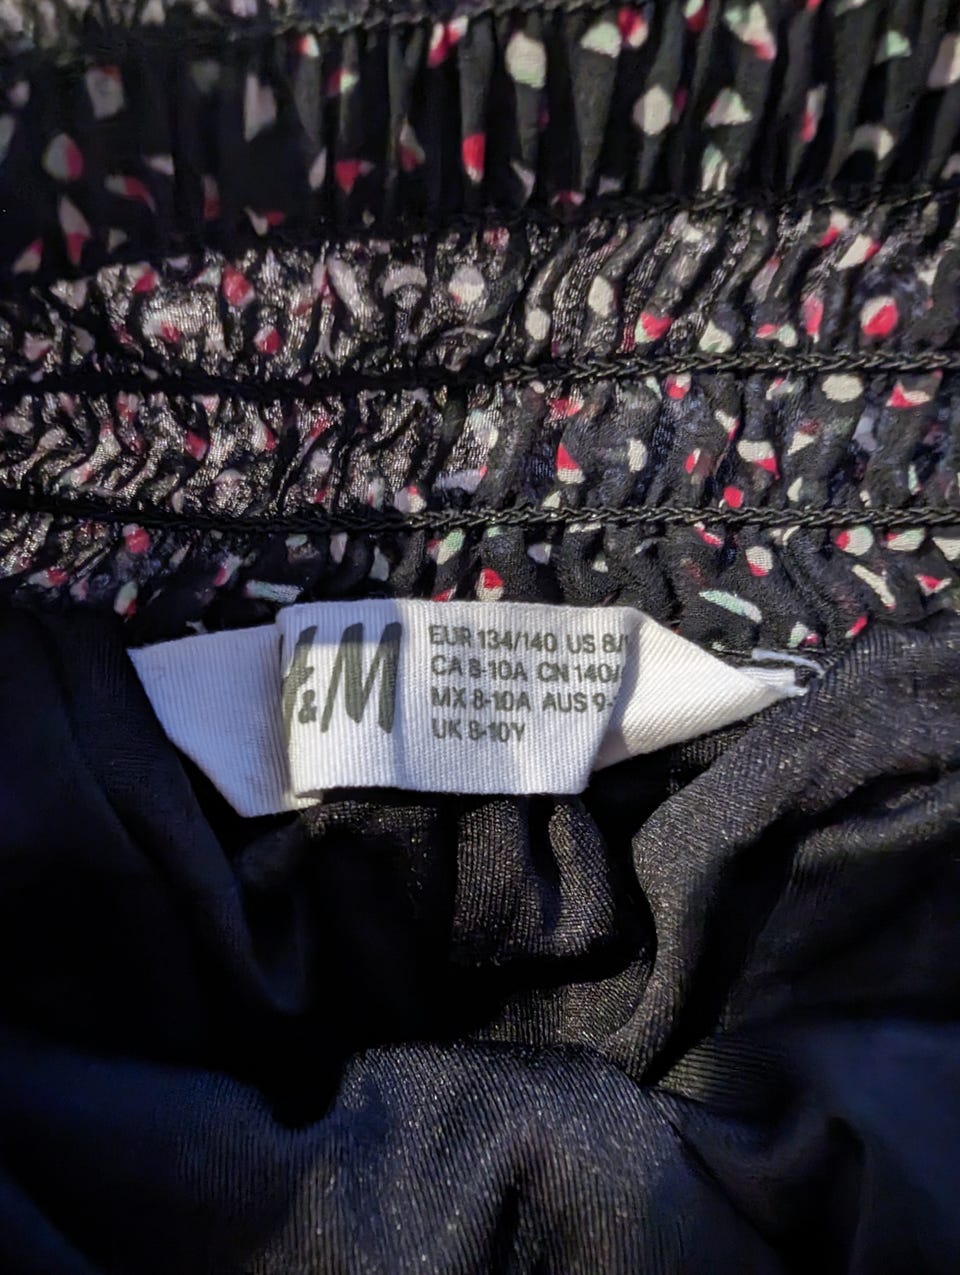 H&M
EUR 134/140 US 8/
CA 8-10A CN 140/
MX 8-10A AUS 9-
UK 8-10Y